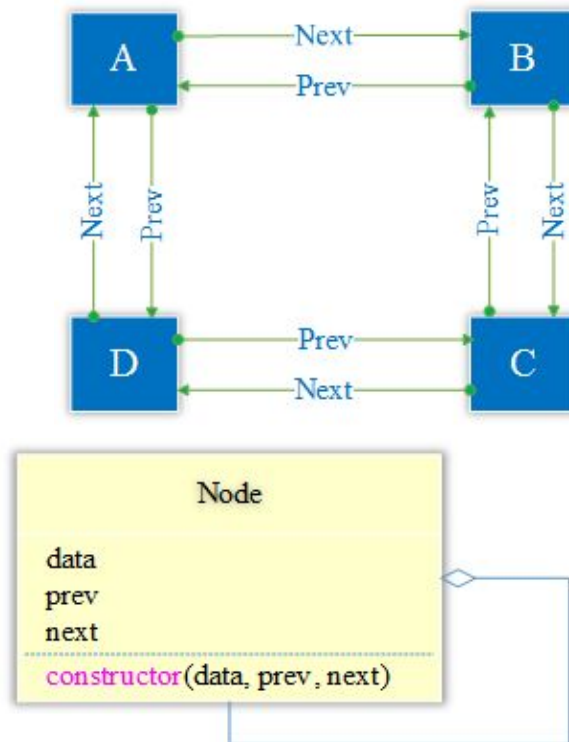 A
Next
B
Prev
Next
Prev
Prev
Next
D
Prev
C
Next
Node
data
prev
next
constructor(data, prev, next)